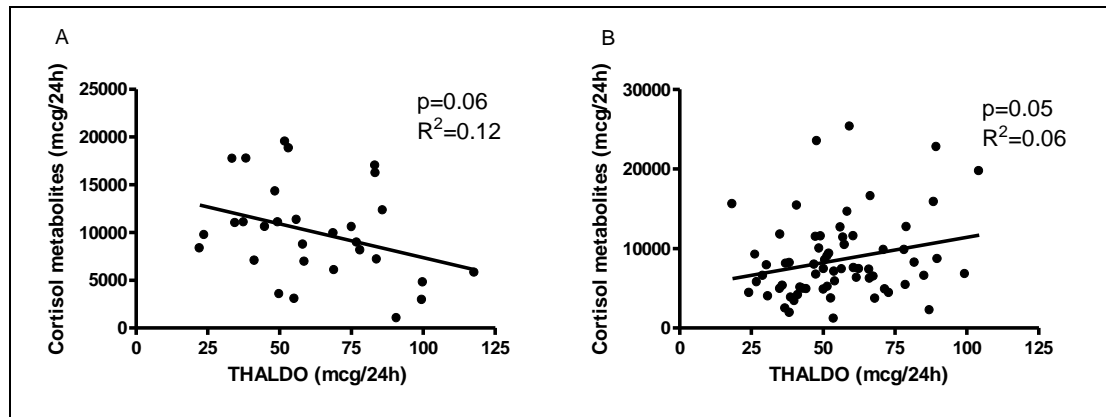 A
Cortisol metabolites (mcg/24h)
25000
20000
15000
10000
5000
0
p=0.06
R²=0.12
0 25 50 75 100 125
THALDO (mcg/24h)
B
Cortisol metabolites (mcg/24h)
30000
20000
10000
0
p=0.05
R²=0.06
0 25 50 75 100 125
THALDO (mcg/24h)